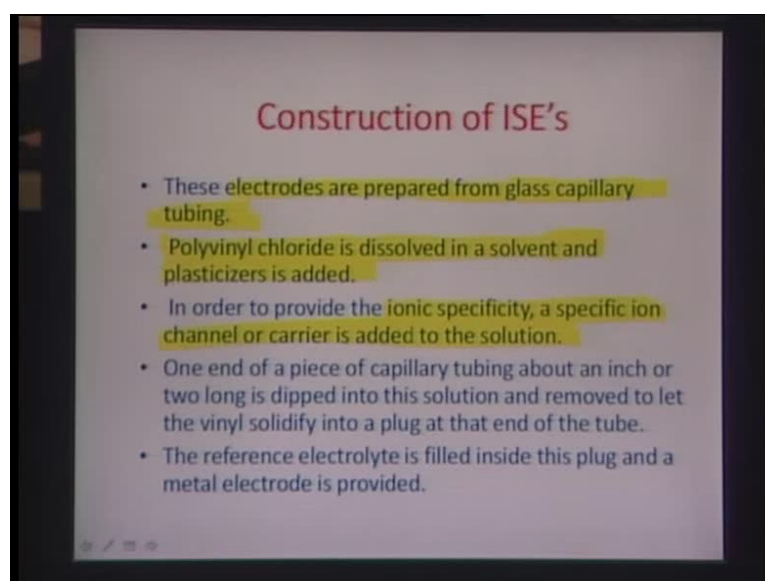 Construction of ISE's
• These electrodes are prepared from glass capillary
tubing.
• Polyvinyl chloride is dissolved in a solvent and
plasticizers is added.
• In order to provide the ionic specificity, a specific ion
channel or carrier is added to the solution.
• One end of a piece of capillary tubing about an inch or
two long is dipped into this solution and removed to let
the vinyl solidify into a plug at that end of the tube.
• The reference electrolyte is filled inside this plug and a
metal electrode is provided.